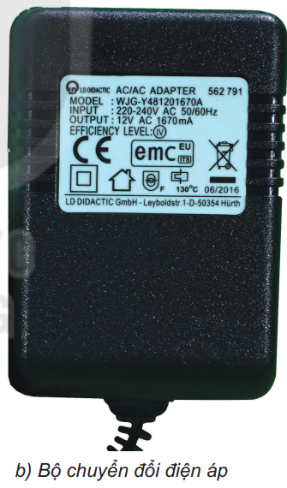 LD DIDACTIC AC/AC ADAPTER 562 791
MODEL : WJG-Y481201670A
INPUT : 220-240V AC 50/60Hz
OUTPUT : 12V AC 1670mA
EFFICIENCY LEVEL: IV
CE emc EU ITS
F 130°C 06/2016
LD DIDACTIC GmbH - Leyboldstr 1-D-50354 Hürth
b) Bộ chuyển đổi điện áp